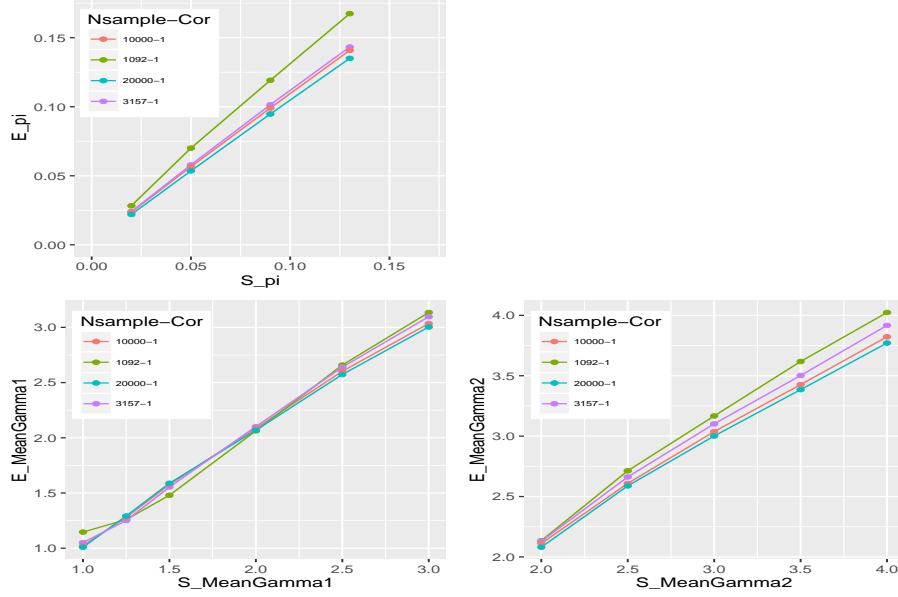 Nsample−Cor
10000−1
1092−1
20000−1
3157−1
0.15
0.10
0.05
0.00
E_pi
0.00 0.05 0.10 0.15
S_pi
Nsample−Cor
10000−1
1092−1
20000−1
3157−1
3.0
2.5
2.0
1.5
1.0
E_MeanGamma1
1.0 1.5 2.0 2.5 3.0
S_MeanGamma1
Nsample−Cor
10000−1
1092−1
20000−1
3157−1
4.0
3.5
3.0
2.5
2.0
E_MeanGamma2
2.0 2.5 3.0 3.5 4.0
S_MeanGamma2